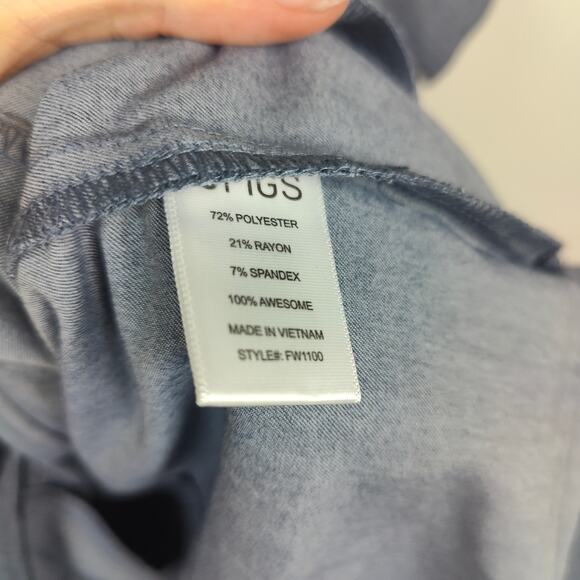 FIGS
72% POLYESTER
21% RAYON
7% SPANDEX
100% AWESOME
MADE IN VIETNAM
STYLE#: FW1100